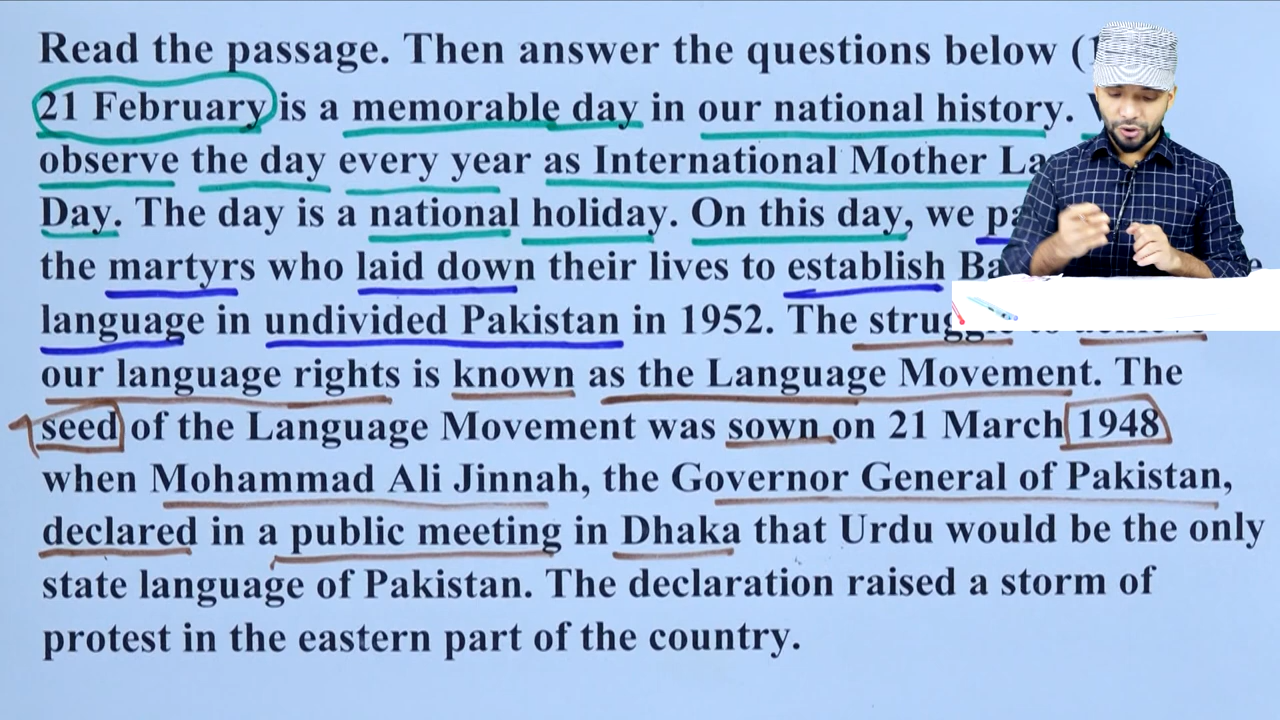 Read the passage. Then answer the questions below (1
21 February is a memorable day in our national history.
observe the day every year as International Mother
Day. The day is a national holiday. On this day, we
the martyrs who laid down their lives to establish
language in undivided Pakistan in 1952. The struggle to achieve
our language rights is known as the Language Movement. The
seed of the Language Movement was sown on 21 March 1948
when Mohammad Ali Jinnah, the Governor General of Pakistan,
declared in a public meeting in Dhaka that Urdu would be the only
state language of Pakistan. The declaration raised a storm of
protest in the eastern part of the country.